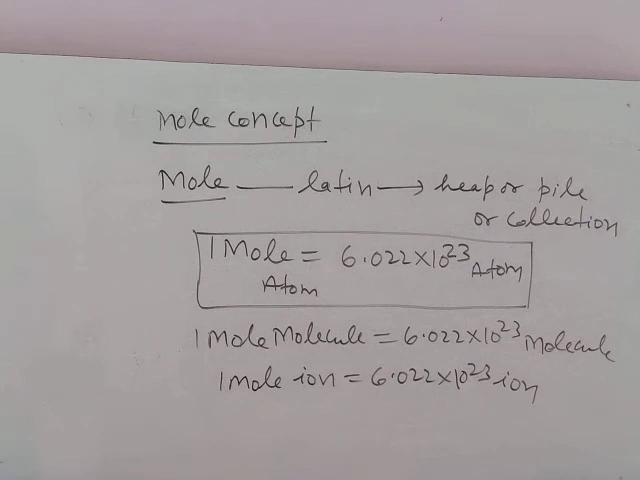 Mole concept
Mole — latin → heap or pile
or collection
1 Mole = 6.022×10²³ Atom
Atom
1 Mole Molecule = 6.022×10²³ Molecule
1 mole ion = 6.022×10²³ ion